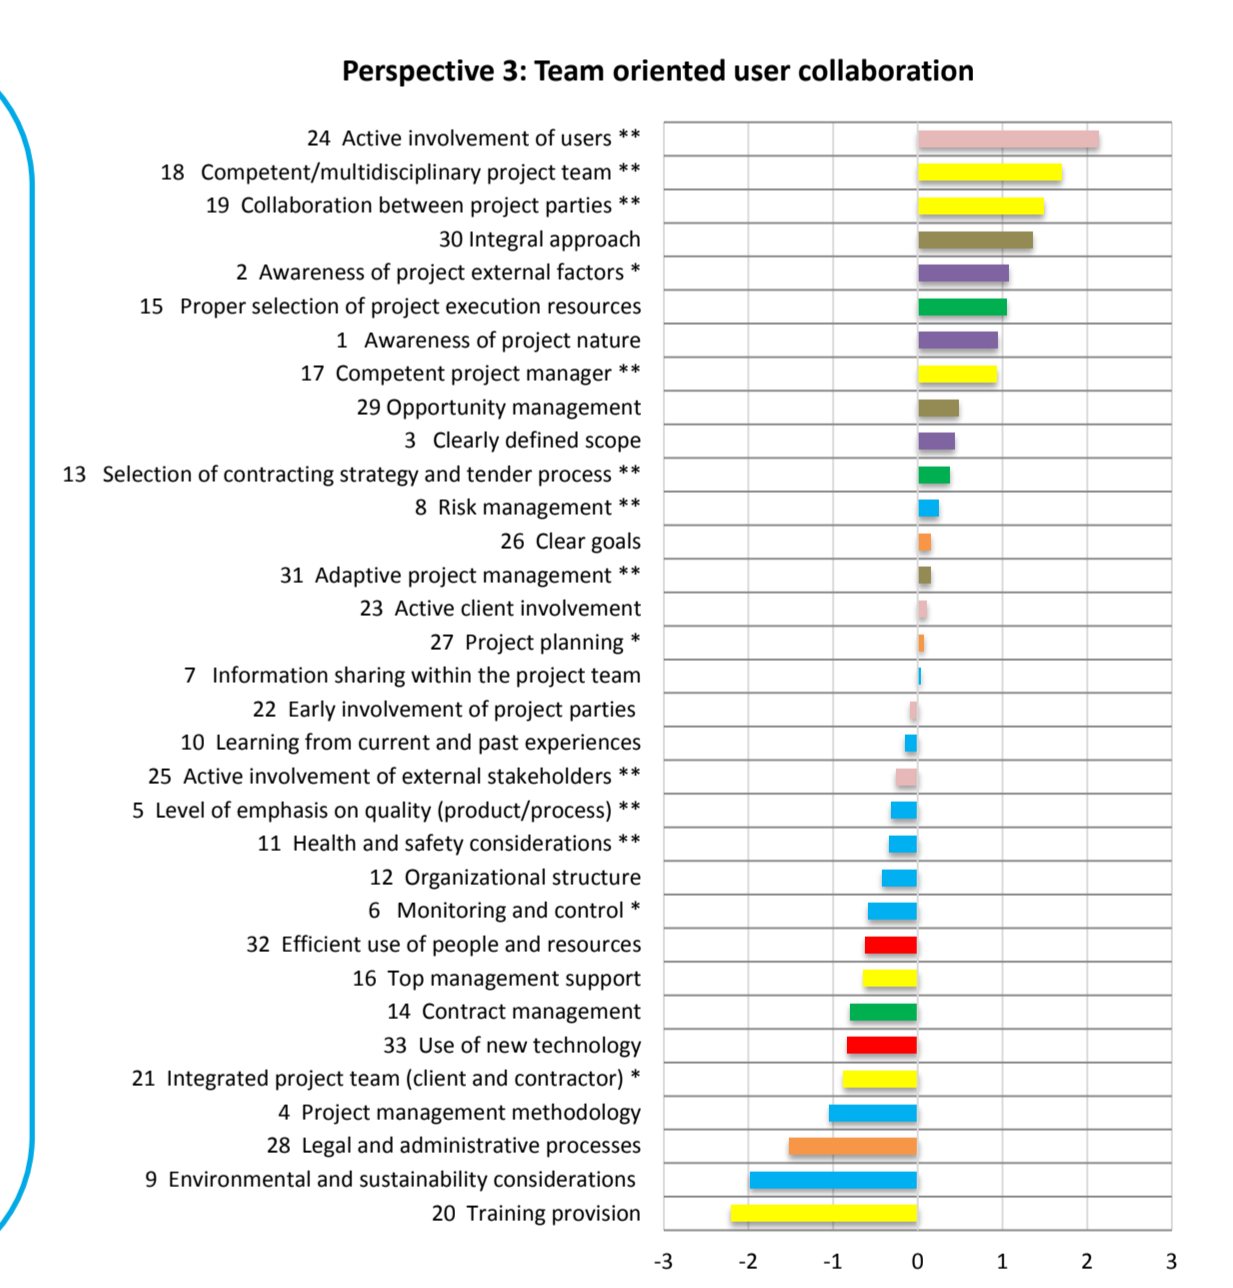 Perspective 3: Team oriented user collaboration
24 Active involvement of users **
18 Competent/multidisciplinary project team **
19 Collaboration between project parties **
30 Integral approach
2 Awareness of project external factors *
15 Proper selection of project execution resources
1 Awareness of project nature
17 Competent project manager **
29 Opportunity management
3 Clearly defined scope
13 Selection of contracting strategy and tender process **
8 Risk management **
26 Clear goals
31 Adaptive project management **
23 Active client involvement
27 Project planning *
7 Information sharing within the project team
22 Early involvement of project parties
10 Learning from current and past experiences
25 Active involvement of external stakeholders **
5 Level of emphasis on quality (product/process) **
11 Health and safety considerations **
12 Organizational structure
6 Monitoring and control *
32 Efficient use of people and resources
16 Top management support
14 Contract management
33 Use of new technology
21 Integrated project team (client and contractor) *
4 Project management methodology
28 Legal and administrative processes
9 Environmental and sustainability considerations
20 Training provision
-3 -2 -1 0 1 2 3